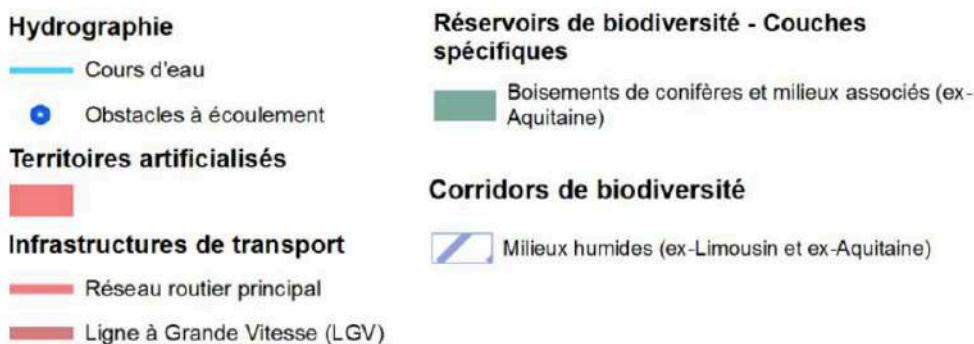 Hydrographie
Cours d'eau
Obstacles à écoulement
Territoires artificialisés
Infrastructures de transport
Réseau routier principal
Ligne à Grande Vitesse (LGV)
Réservoirs de biodiversité - Couches
spécifiques
Boisements de conifères et milieux associés (ex-
Aquitaine)
Corridors de biodiversité
Milieux humides (ex-Limousin et ex-Aquitaine)